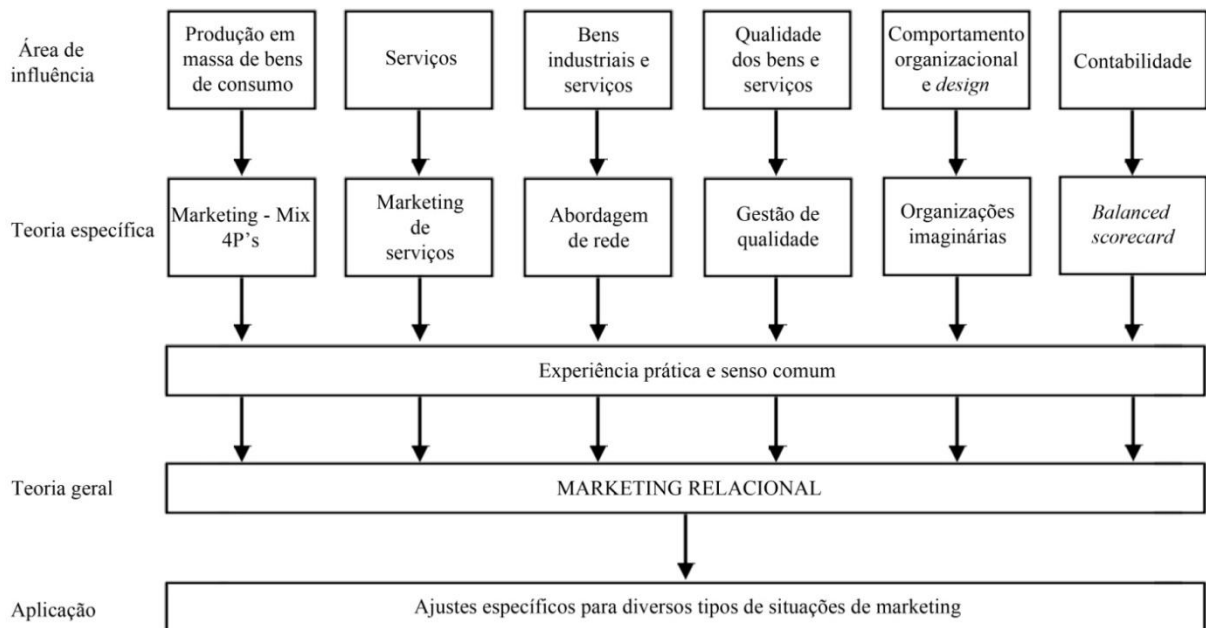 Área de
influência
Produção em
massa de bens
de consumo
Serviços
Bens
industriais e
serviços
Qualidade
dos bens e
serviços
Comportamento
organizacional
e design
Contabilidade
Teoria específica
Marketing - Mix
4P’s
Marketing
de
serviços
Abordagem
de rede
Gestão de
qualidade
Organizações
imaginárias
Balanced
scorecard
Experiência prática e senso comum
Teoria geral
MARKETING RELACIONAL
Aplicação
Ajustes específicos para diversos tipos de situações de marketing